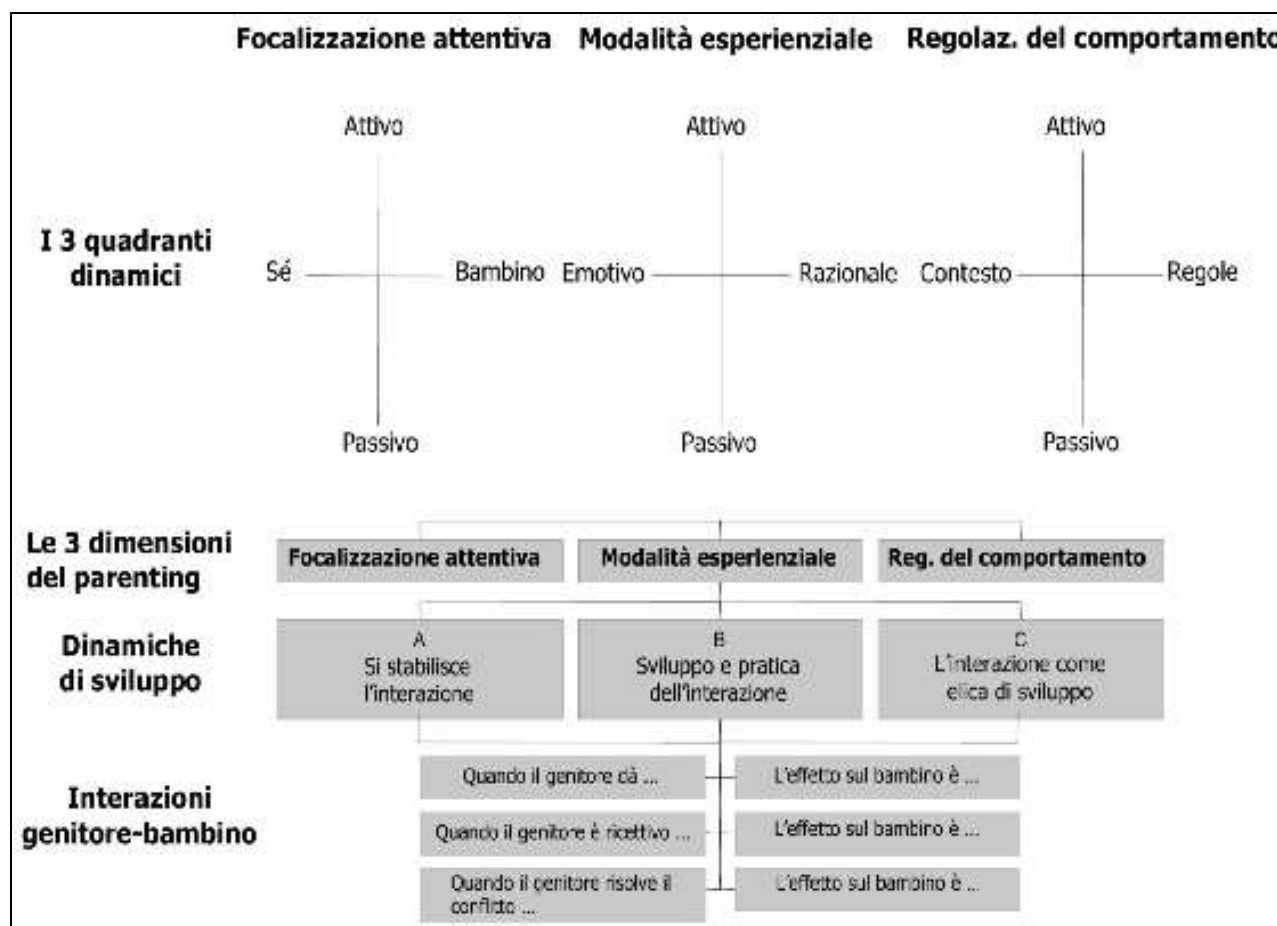 Focalizzazione attentiva Modalità esperienziale Regolaz. del comportamento
Attivo Attivo Attivo
I 3 quadranti
dinamici
Sé Bambino Emotivo Razionale Contesto Regole
Passivo Passivo Passivo
Le 3 dimensioni
del parenting
Focalizzazione attentiva Modalità esperienziale Reg. del comportamento
Dinamiche
di sviluppo
A
Si stabilisce
l'interazione
B
Sviluppo e pratica
dell'interazione
C
L'interazione come
elica di sviluppo
Interazioni
genitore-bambino
Quando il genitore dà ... L'effetto sul bambino è ...
Quando il genitore è ricettivo ... L'effetto sul bambino è ...
Quando il genitore risolve il
conflitto ...
L'effetto sul bambino è ...